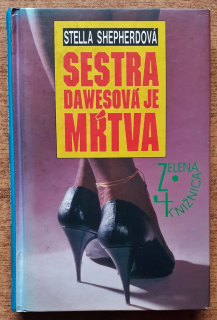 STELLA SHEPHERDOVÁ
SESTRA
DAWESOVÁ JE
MŔTVA
ZELENÁ
KNIŽNICA